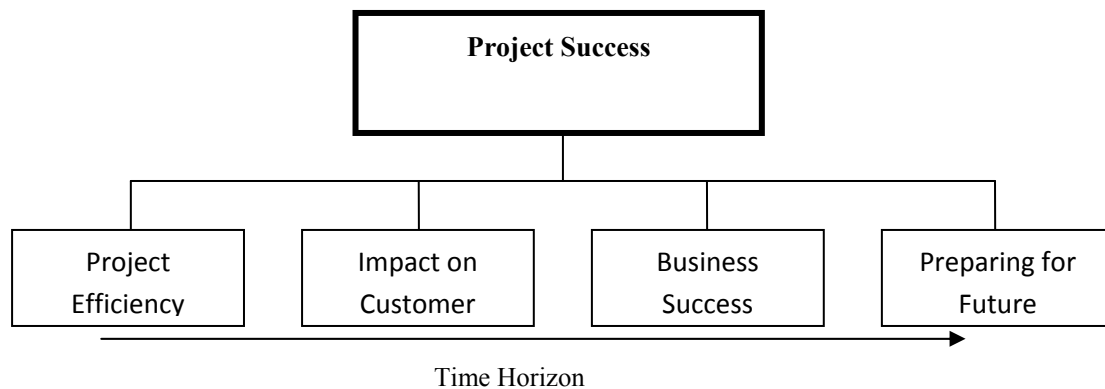 Project Success
Project
Efficiency
Impact on
Customer
Business
Success
Preparing for
Future
Time Horizon